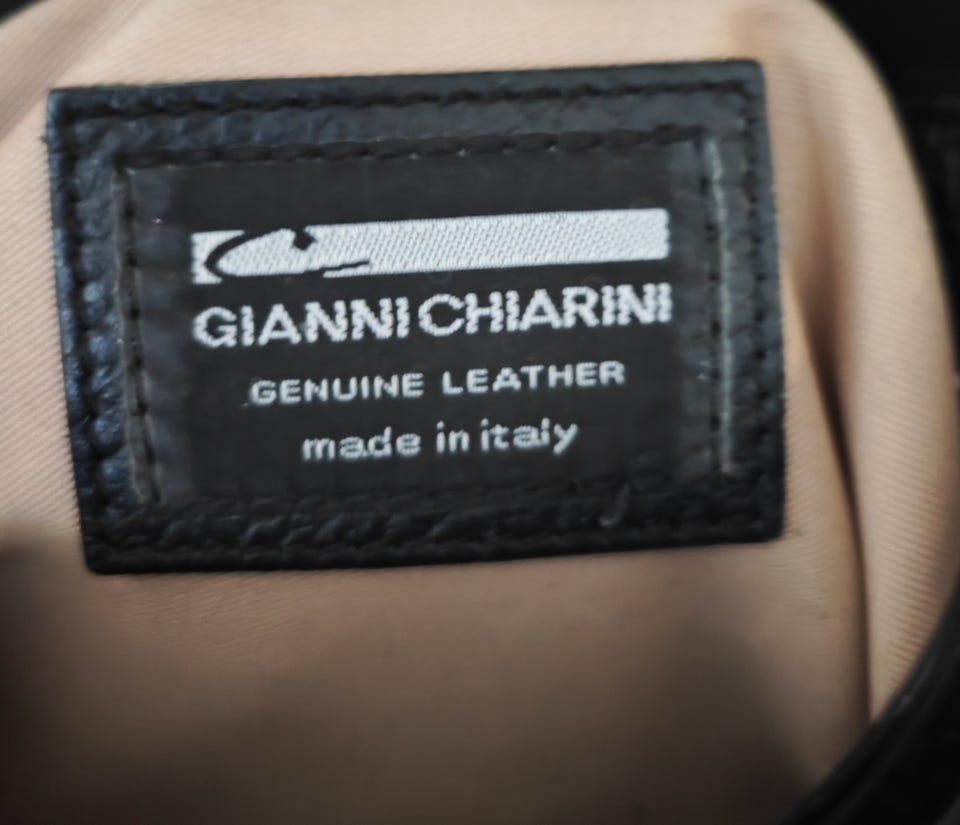 GIANNI CHIARINI
GENUINE LEATHER
made in italy